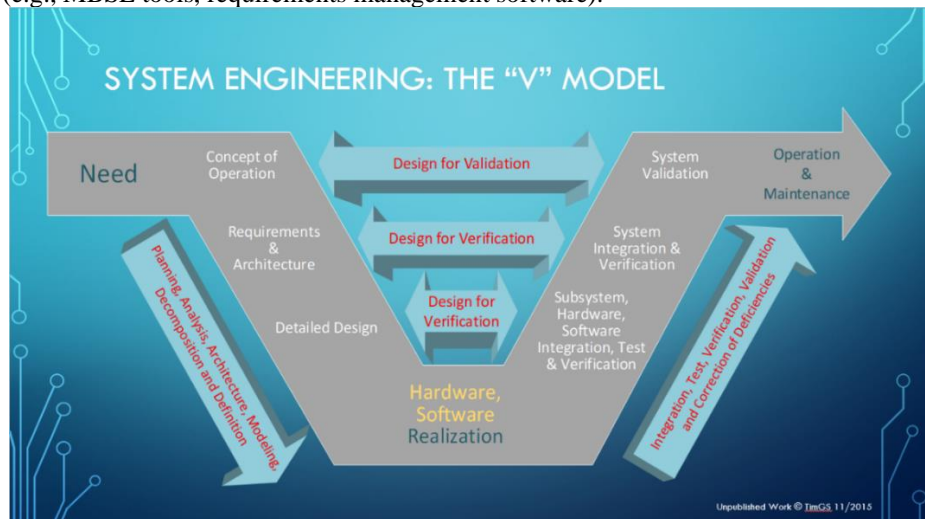 (e.g., MBSE tools, requirements management software).
SYSTEM ENGINEERING: THE “V” MODEL
Need
Concept of
Operation
Design for Validation
System
Validation
Operation
&
Maintenance
Requirements
&
Architecture
Design for Verification
System
Integration &
Verification
Detailed Design
Design for
Verification
Subsystem,
Hardware,
Software
Integration, Test
& Verification
Planning, Analysis, Architecture, Modeling,
Decomposition and Definition
Hardware,
Software
Realization
Integration, Test, Verification, Validation
and Correction of Deficiencies
Unpublished Work © TimGS 11/2015